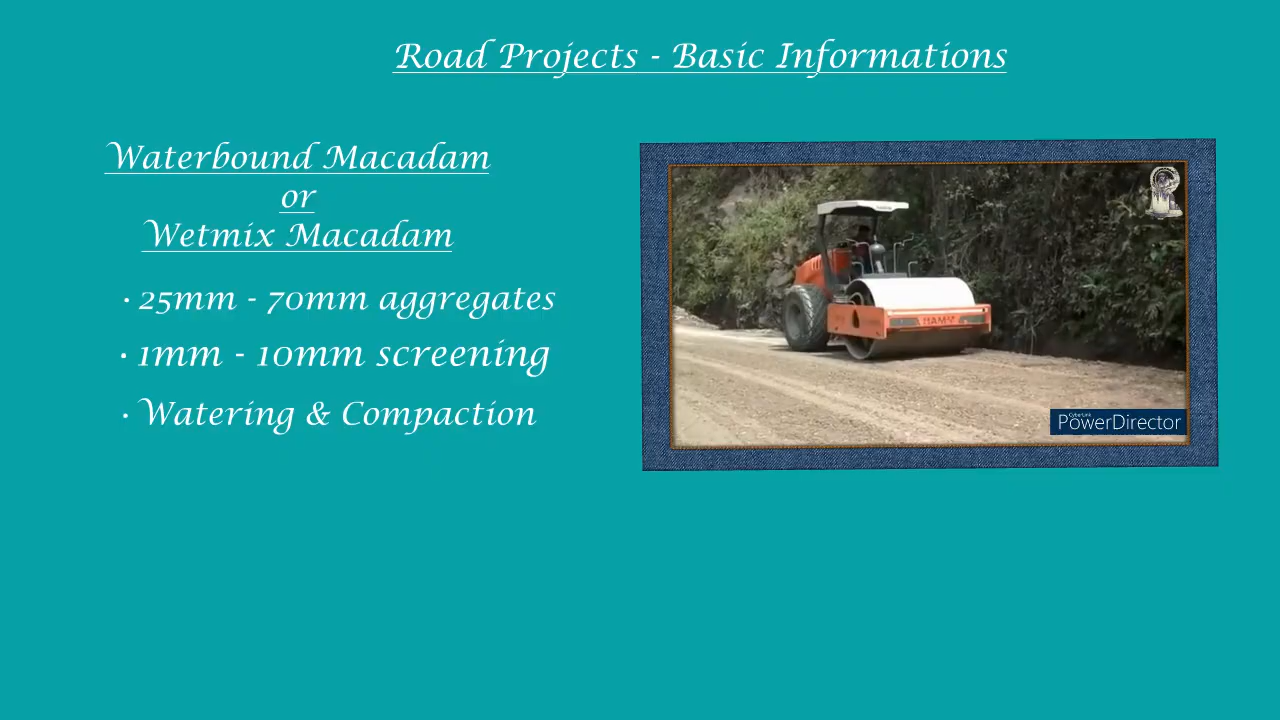 Road Projects - Basic Informations
Waterbound Macadam
or
Wetmix Macadam
· 25mm - 70mm aggregates
· 1mm - 10mm screening
· Watering & Compaction
HAMM
CyberLink
PowerDirector